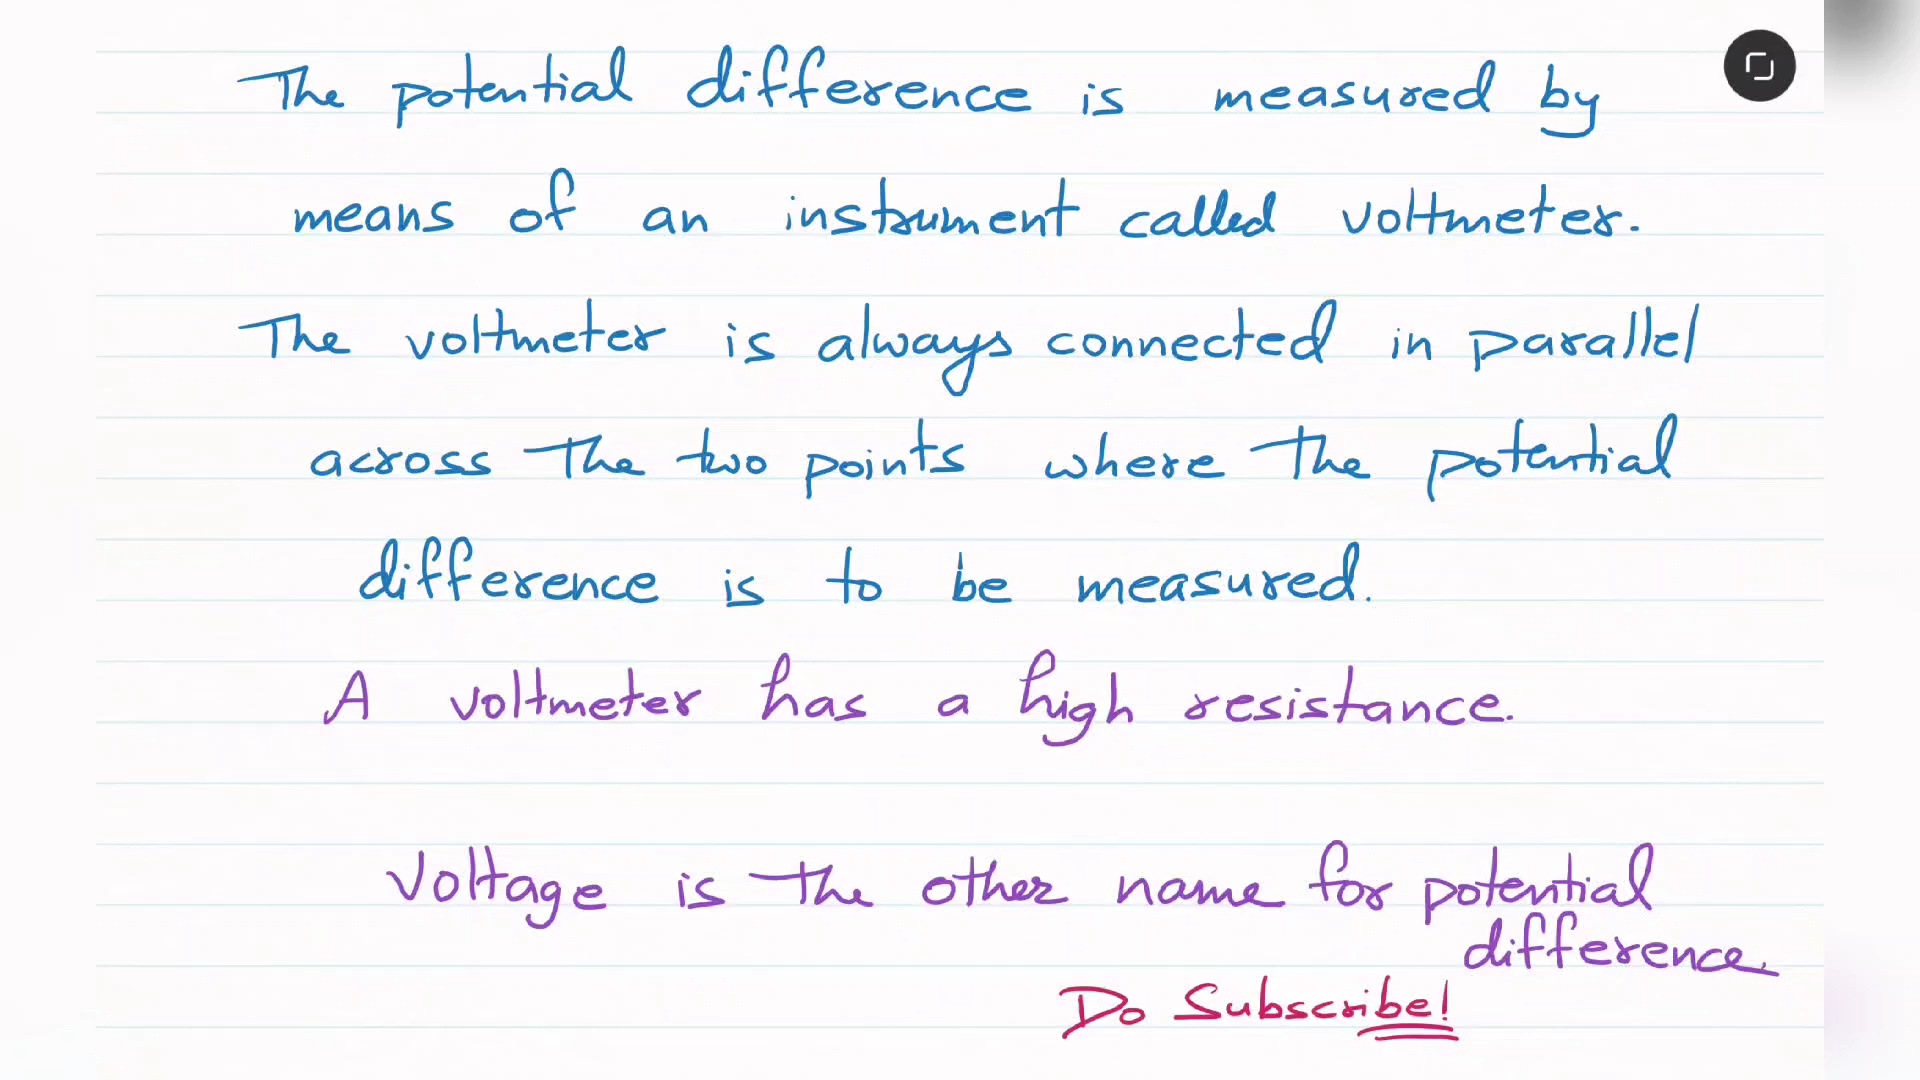 The potential difference is measured by
means of an instrument called voltmeter.
The voltmeter is always connected in parallel
across the two points where the potential
difference is to be measured.
A voltmeter has a high resistance.
Voltage is the other name for potential
difference.
Do Subscribe!